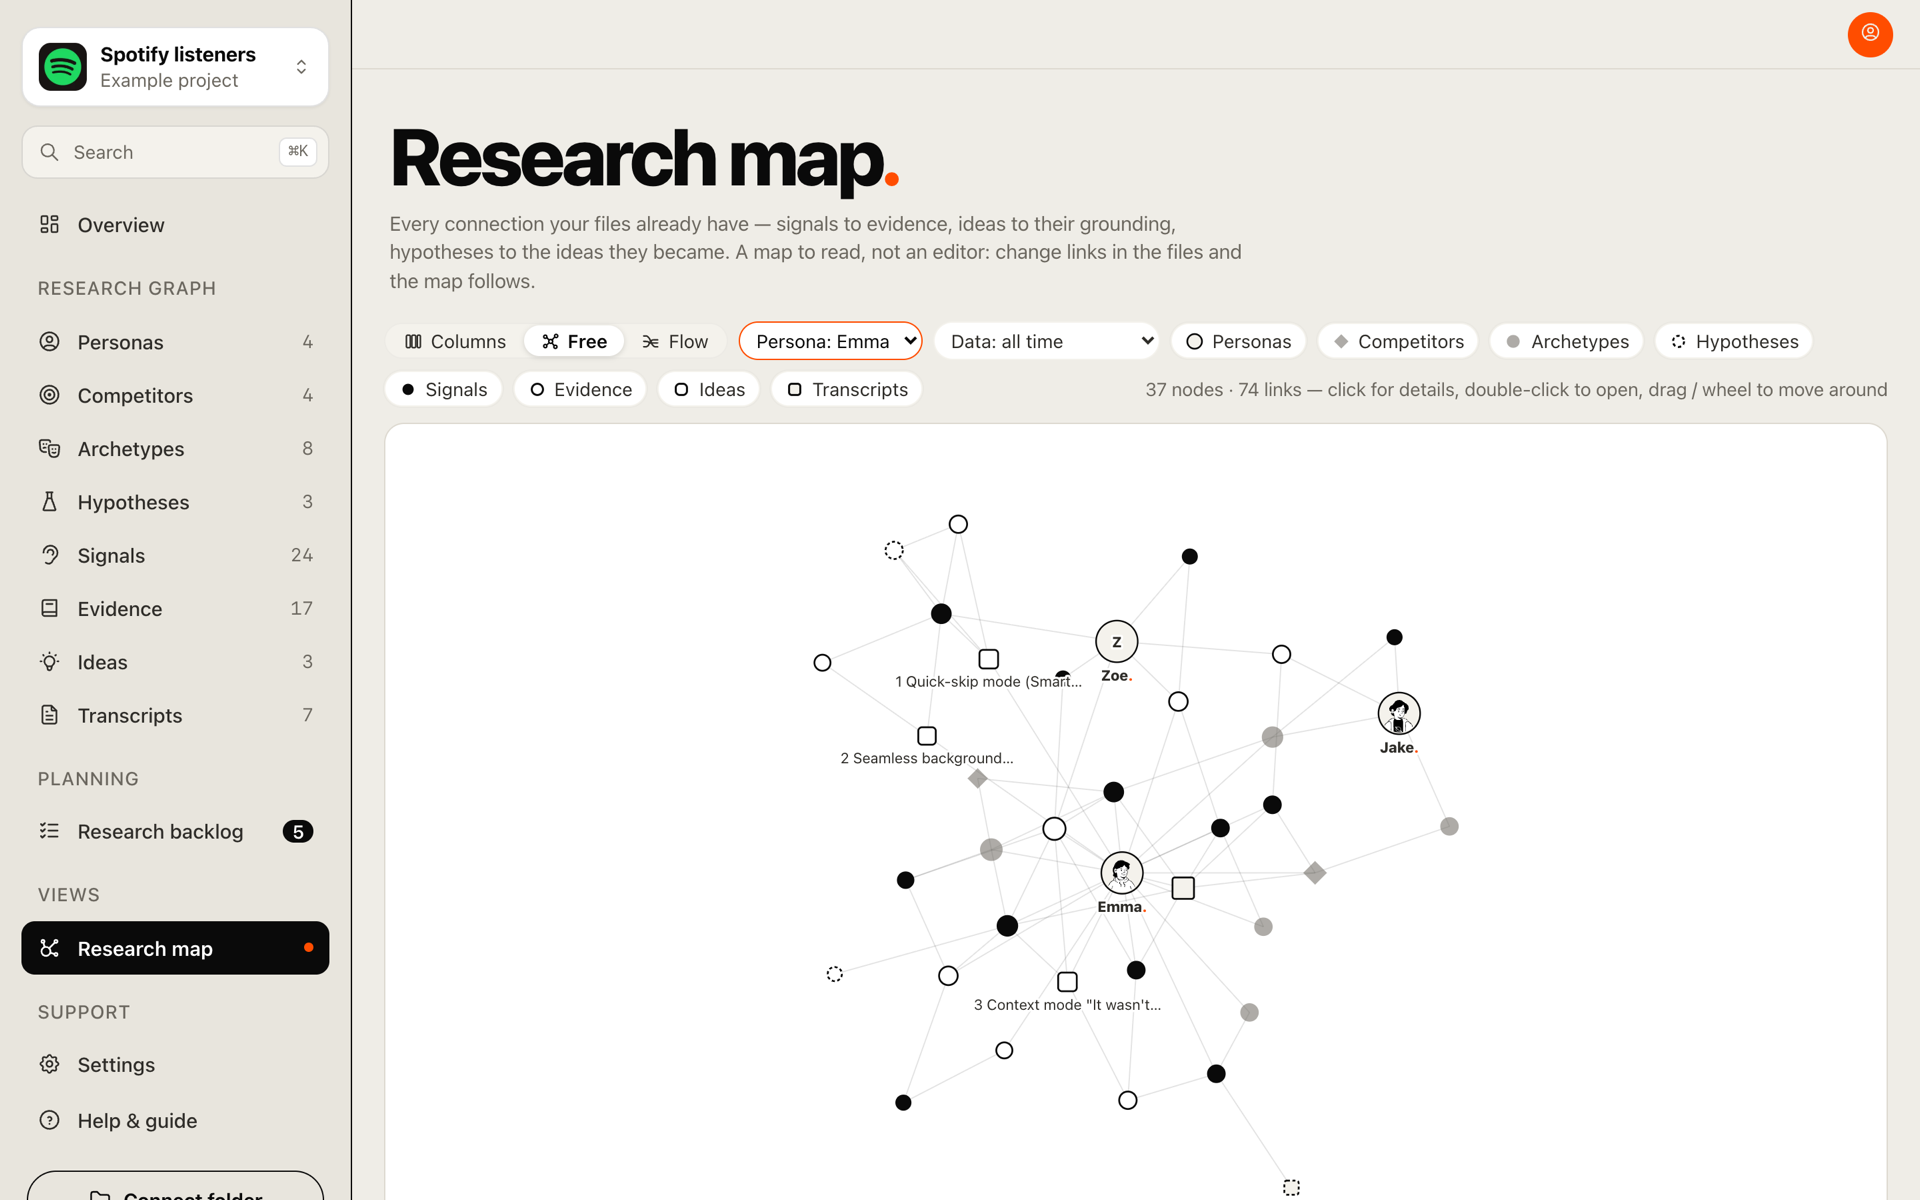 Spotify listeners
Example project
Search
⌘K
Overview
RESEARCH GRAPH
Personas 4
Competitors 4
Archetypes 8
Hypotheses 3
Signals 24
Evidence 17
Ideas 3
Transcripts 7
PLANNING
Research backlog 5
VIEWS
Research map
SUPPORT
Settings
Help & guide
Connect folder
Research map.
Every connection your files already have — signals to evidence, ideas to their grounding,
hypotheses to the ideas they became. A map to read, not an editor: change links in the files and
the map follows.
Columns Free Flow Persona: Emma Data: all time Personas Competitors Archetypes Hypotheses
Signals Evidence Ideas Transcripts 37 nodes · 74 links — click for details, double-click to open, drag / wheel to move around
Z
Zoe.
1 Quick-skip mode (Smart...
Jake.
2 Seamless background...
Emma.
3 Context mode "It wasn't...